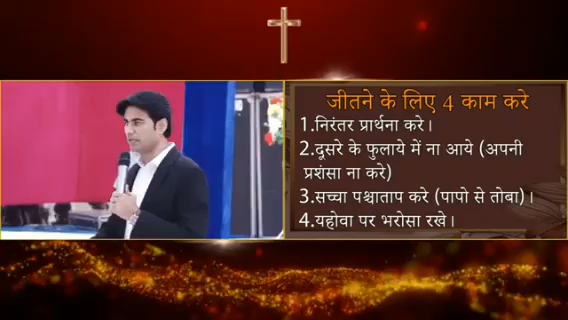 जीतने के लिए 4 काम करे
1.निरंतर प्रार्थना करे।
2.दूसरे के फुलाये में ना आये (अपनी
प्रशंसा ना करे)
3.सच्चा पश्चाताप करे (पापो से तोबा)।
4.यहोवा पर भरोसा रखे।